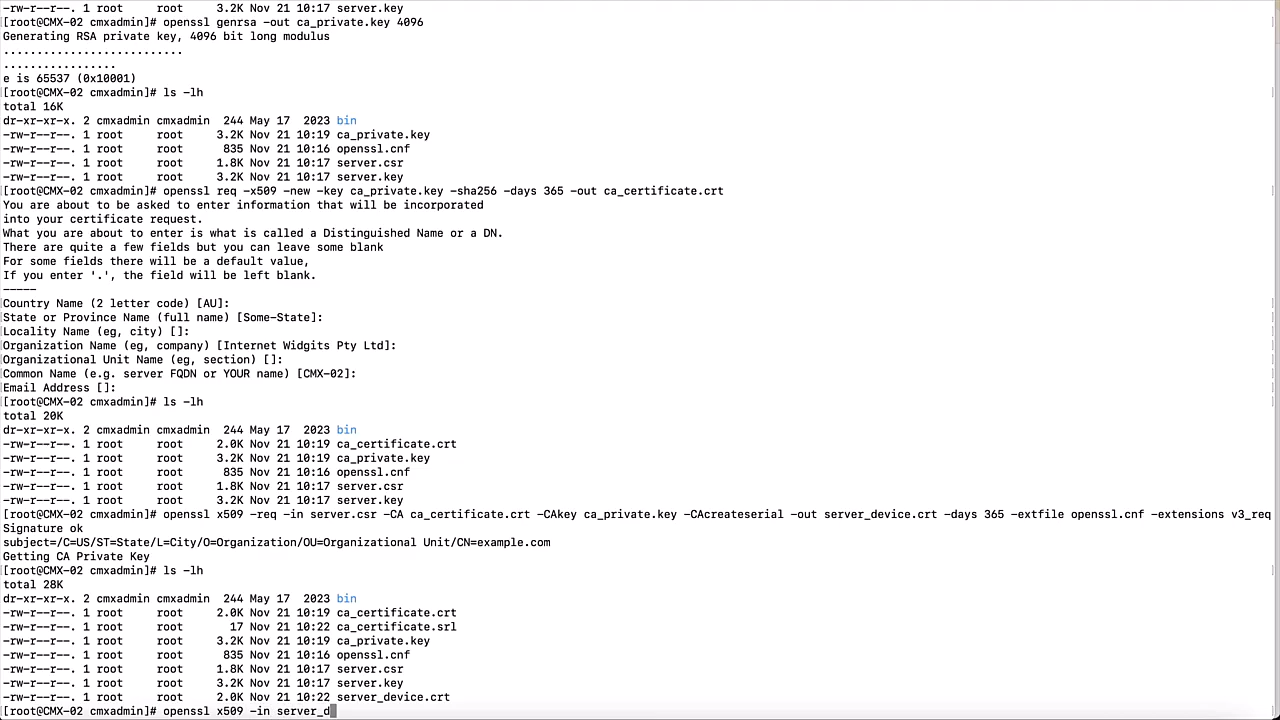 -rw-r--r--. 1 root     root     3.2K Nov 21 10:17 server.key
[root@CMX-02 cmxadmin]# openssl genrsa -out ca_private.key 4096
Generating RSA private key, 4096 bit long modulus
...........................
.................
e is 65537 (0x10001)
[root@CMX-02 cmxadmin]# ls -lh
total 16K
dr-xr-xr-x. 2 cmxadmin cmxadmin  244 May 17  2023 bin
-rw-r--r--. 1 root     root     3.2K Nov 21 10:19 ca_private.key
-rw-r--r--. 1 root     root      835 Nov 21 10:16 openssl.cnf
-rw-r--r--. 1 root     root     1.8K Nov 21 10:17 server.csr
-rw-r--r--. 1 root     root     3.2K Nov 21 10:17 server.key
[root@CMX-02 cmxadmin]# openssl req -x509 -new -key ca_private.key -sha256 -days 365 -out ca_certificate.crt
You are about to be asked to enter information that will be incorporated
into your certificate request.
What you are about to enter is what is called a Distinguished Name or a DN.
There are quite a few fields but you can leave some blank
For some fields there will be a default value,
If you enter '.', the field will be left blank.
-----
Country Name (2 letter code) [AU]:
State or Province Name (full name) [Some-State]:
Locality Name (eg, city) []:
Organization Name (eg, company) [Internet Widgits Pty Ltd]:
Organizational Unit Name (eg, section) []:
Common Name (e.g. server FQDN or YOUR name) [CMX-02]:
Email Address []:
[root@CMX-02 cmxadmin]# ls -lh
total 20K
dr-xr-xr-x. 2 cmxadmin cmxadmin  244 May 17  2023 bin
-rw-r--r--. 1 root     root     2.0K Nov 21 10:19 ca_certificate.crt
-rw-r--r--. 1 root     root     3.2K Nov 21 10:19 ca_private.key
-rw-r--r--. 1 root     root      835 Nov 21 10:16 openssl.cnf
-rw-r--r--. 1 root     root     1.8K Nov 21 10:17 server.csr
-rw-r--r--. 1 root     root     3.2K Nov 21 10:17 server.key
[root@CMX-02 cmxadmin]# openssl x509 -req -in server.csr -CA ca_certificate.crt -CAkey ca_private.key -CAcreateserial -out server_device.crt -days 365 -extfile openssl.cnf -extensions v3_req
Signature ok
subject=/C=US/ST=State/L=City/O=Organization/OU=Organizational Unit/CN=example.com
Getting CA Private Key
[root@CMX-02 cmxadmin]# ls -lh
total 28K
dr-xr-xr-x. 2 cmxadmin cmxadmin  244 May 17  2023 bin
-rw-r--r--. 1 root     root     2.0K Nov 21 10:19 ca_certificate.crt
-rw-r--r--. 1 root     root       17 Nov 21 10:22 ca_certificate.srl
-rw-r--r--. 1 root     root     3.2K Nov 21 10:19 ca_private.key
-rw-r--r--. 1 root     root      835 Nov 21 10:16 openssl.cnf
-rw-r--r--. 1 root     root     1.8K Nov 21 10:17 server.csr
-rw-r--r--. 1 root     root     3.2K Nov 21 10:17 server.key
-rw-r--r--. 1 root     root     2.0K Nov 21 10:22 server_device.crt
[root@CMX-02 cmxadmin]# openssl x509 -in server_d